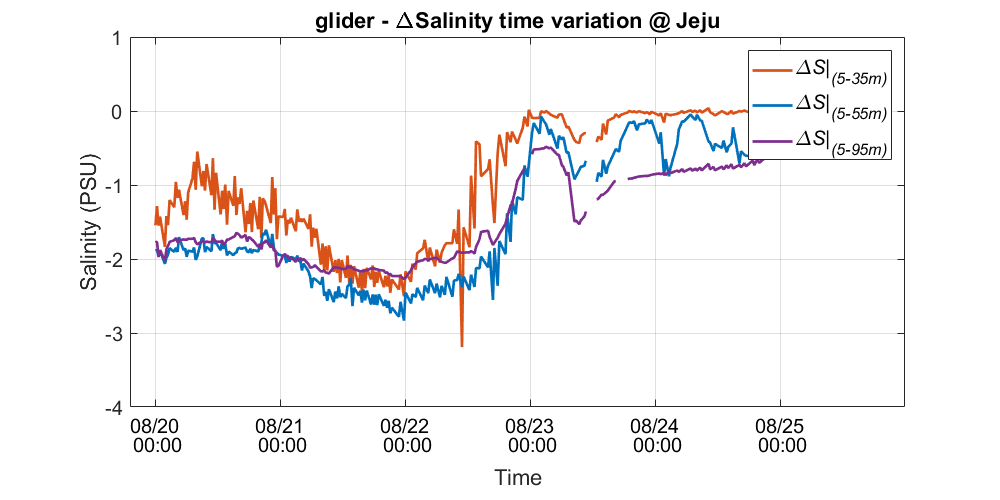 glider - ΔSalinity time variation @ Jeju
1
0
-1
-2
-3
-4
Salinity (PSU)
ΔS|(5-35m)
ΔS|(5-55m)
ΔS|(5-95m)
08/20 08/21 08/22 08/23 08/24 08/25
00:00 00:00 00:00 00:00 00:00 00:00
Time